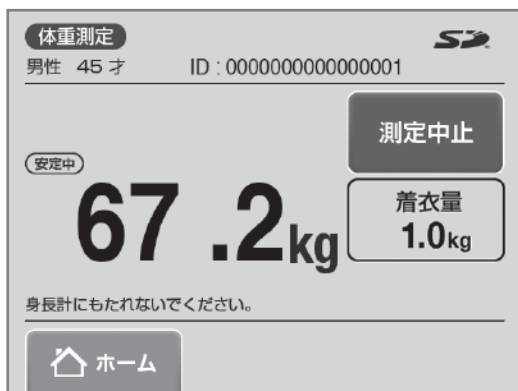 体重測定
SD
男性 45才 ID : 0000000000000001
測定中止
安定中
67.2kg
着衣量
1.0kg
身長計にもたれないでください。
ホーム